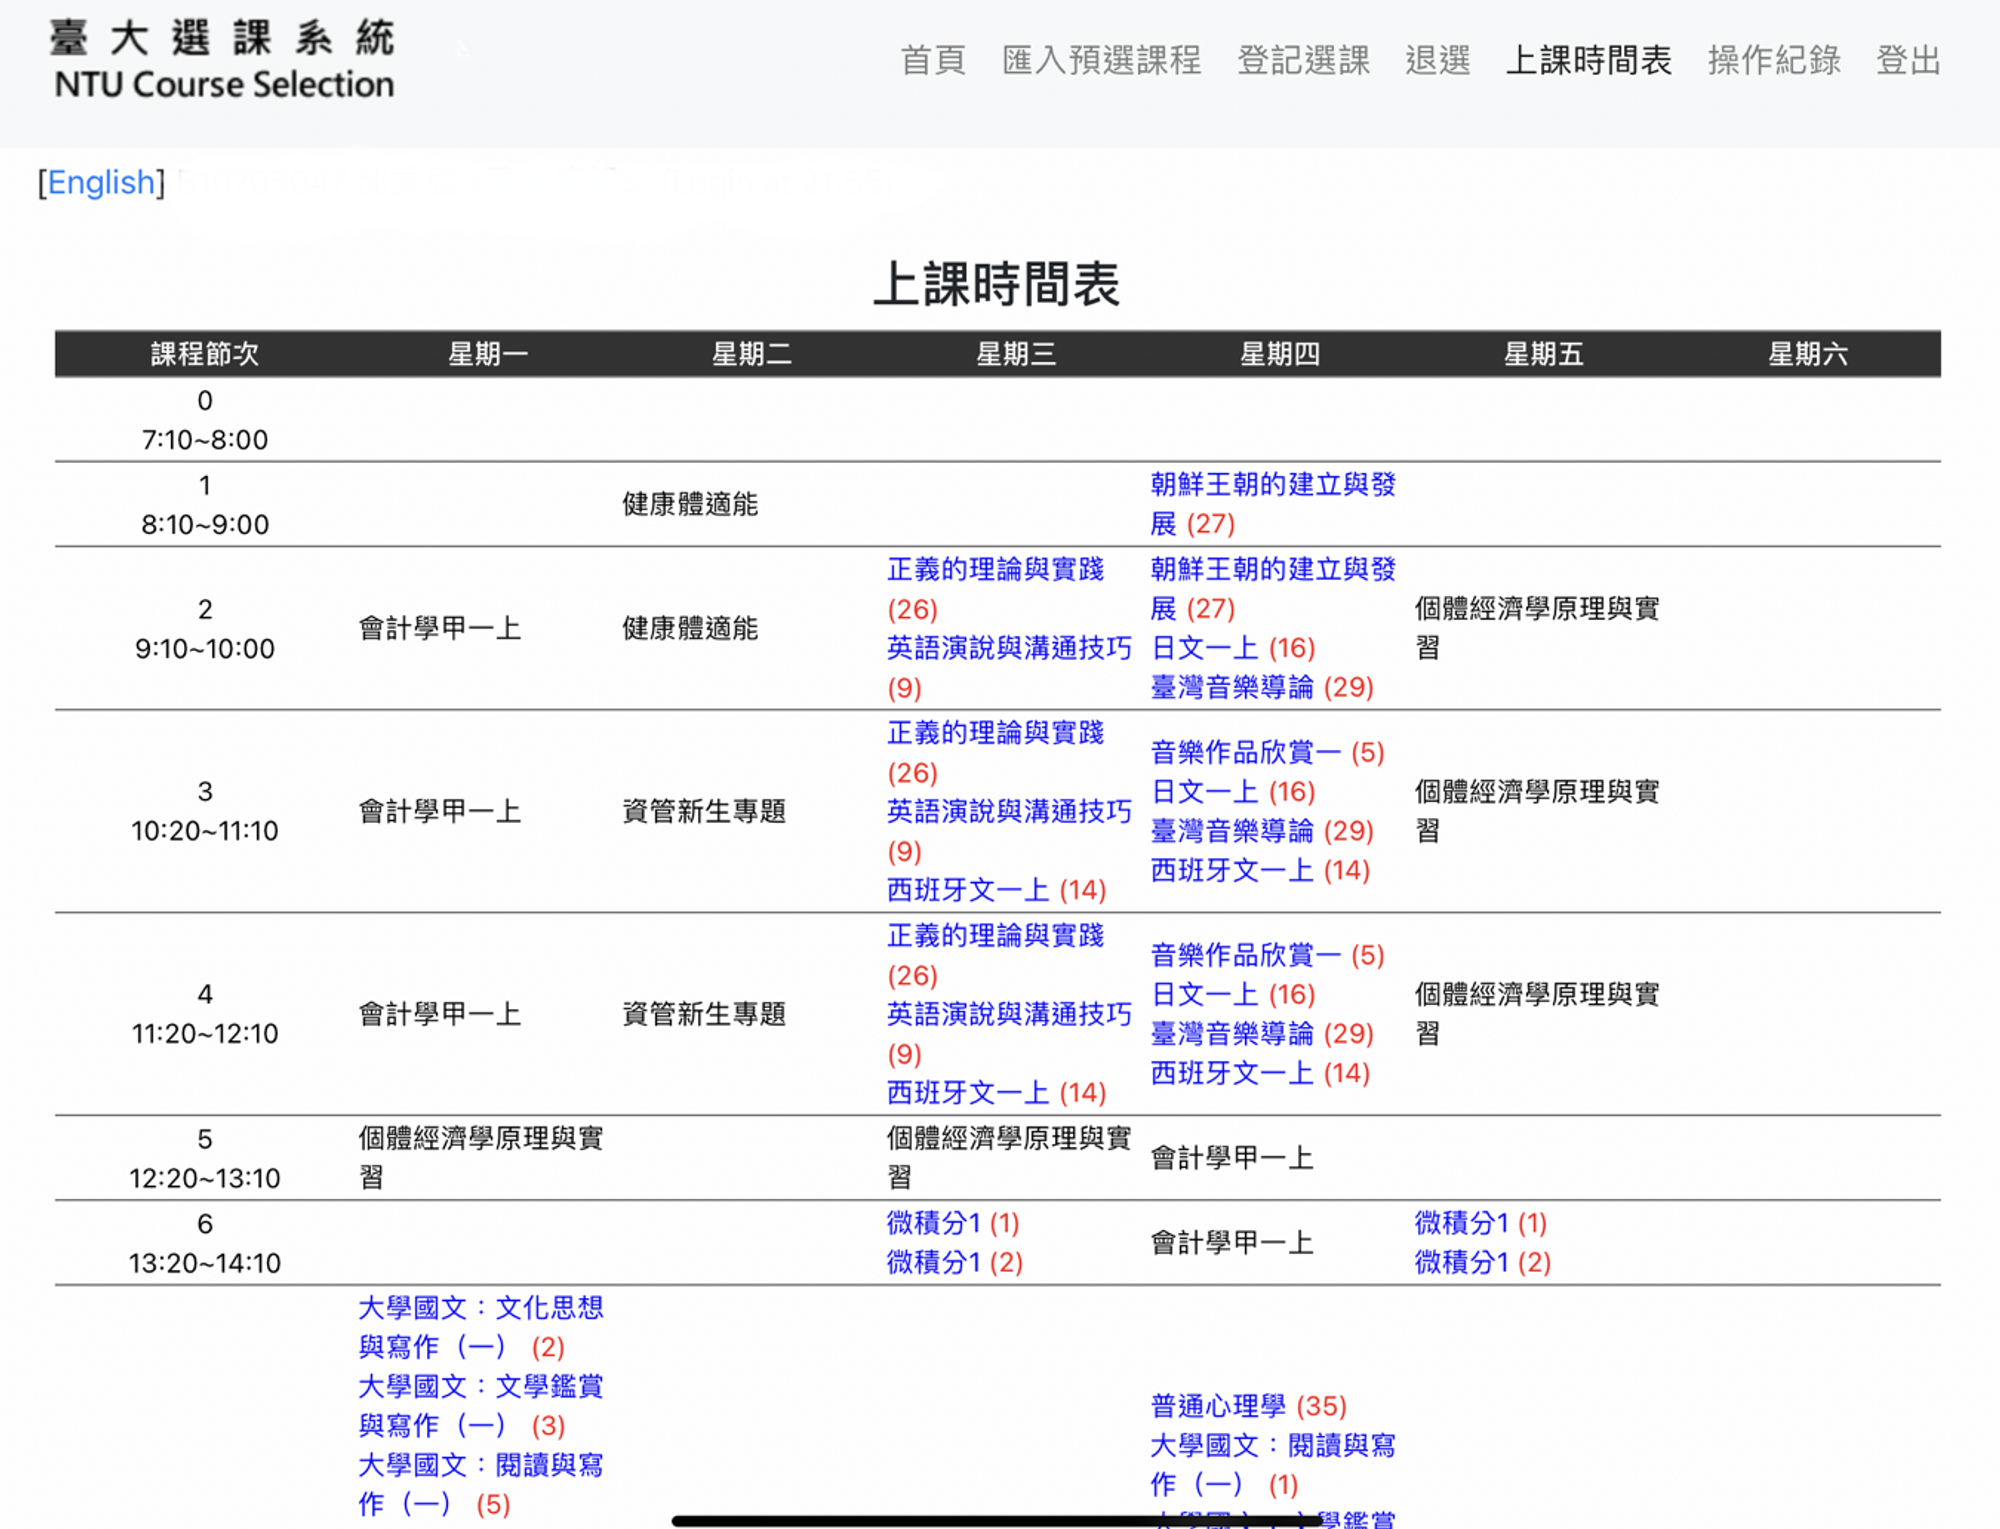 臺大選課系統
NTU Course Selection
首頁 匯入預選課程 登記選課 退選 上課時間表 操作紀錄 登出
[English]
上課時間表
課程節次 星期一 星期二 星期三 星期四 星期五 星期六
0
7:10~8:00
1
8:10~9:00
健康體適能
朝鮮王朝的建立與發
展 (27)
2
9:10~10:00
會計學甲一上
健康體適能
正義的理論與實踐
(26)
英語演說與溝通技巧
(9)
朝鮮王朝的建立與發
展 (27)
日文一上 (16)
臺灣音樂導論 (29)
個體經濟學原理與實
習
3
10:20~11:10
會計學甲一上
資管新生專題
正義的理論與實踐
(26)
英語演說與溝通技巧
(9)
西班牙文一上 (14)
音樂作品欣賞一 (5)
日文一上 (16)
臺灣音樂導論 (29)
西班牙文一上 (14)
個體經濟學原理與實
習
4
11:20~12:10
會計學甲一上
資管新生專題
正義的理論與實踐
(26)
英語演說與溝通技巧
(9)
西班牙文一上 (14)
音樂作品欣賞一 (5)
日文一上 (16)
臺灣音樂導論 (29)
西班牙文一上 (14)
個體經濟學原理與實
習
5
12:20~13:10
個體經濟學原理與實
習
個體經濟學原理與實
習
會計學甲一上
6
13:20~14:10
微積分1 (1)
微積分1 (2)
會計學甲一上
微積分1 (1)
微積分1 (2)
大學國文：文化思想
與寫作（一） (2)
大學國文：文學鑑賞
與寫作（一） (3)
大學國文：閱讀與寫
作（一） (5)
普通心理學 (35)
大學國文：閱讀與寫
作（一） (1)
學鑑賞